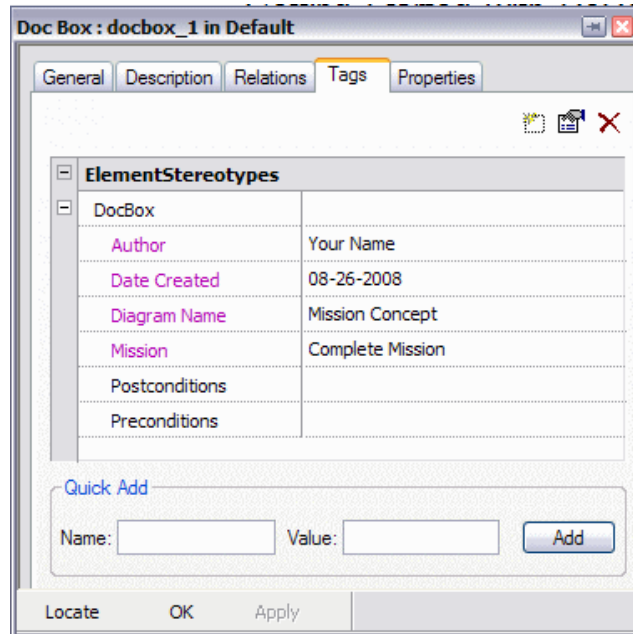 Doc Box : docbox_1 in Default
General Description Relations Tags Properties
ElementStereotypes
DocBox
Author Your Name
Date Created 08-26-2008
Diagram Name Mission Concept
Mission Complete Mission
Postconditions
Preconditions
Quick Add
Name: Value: Add
Locate OK Apply